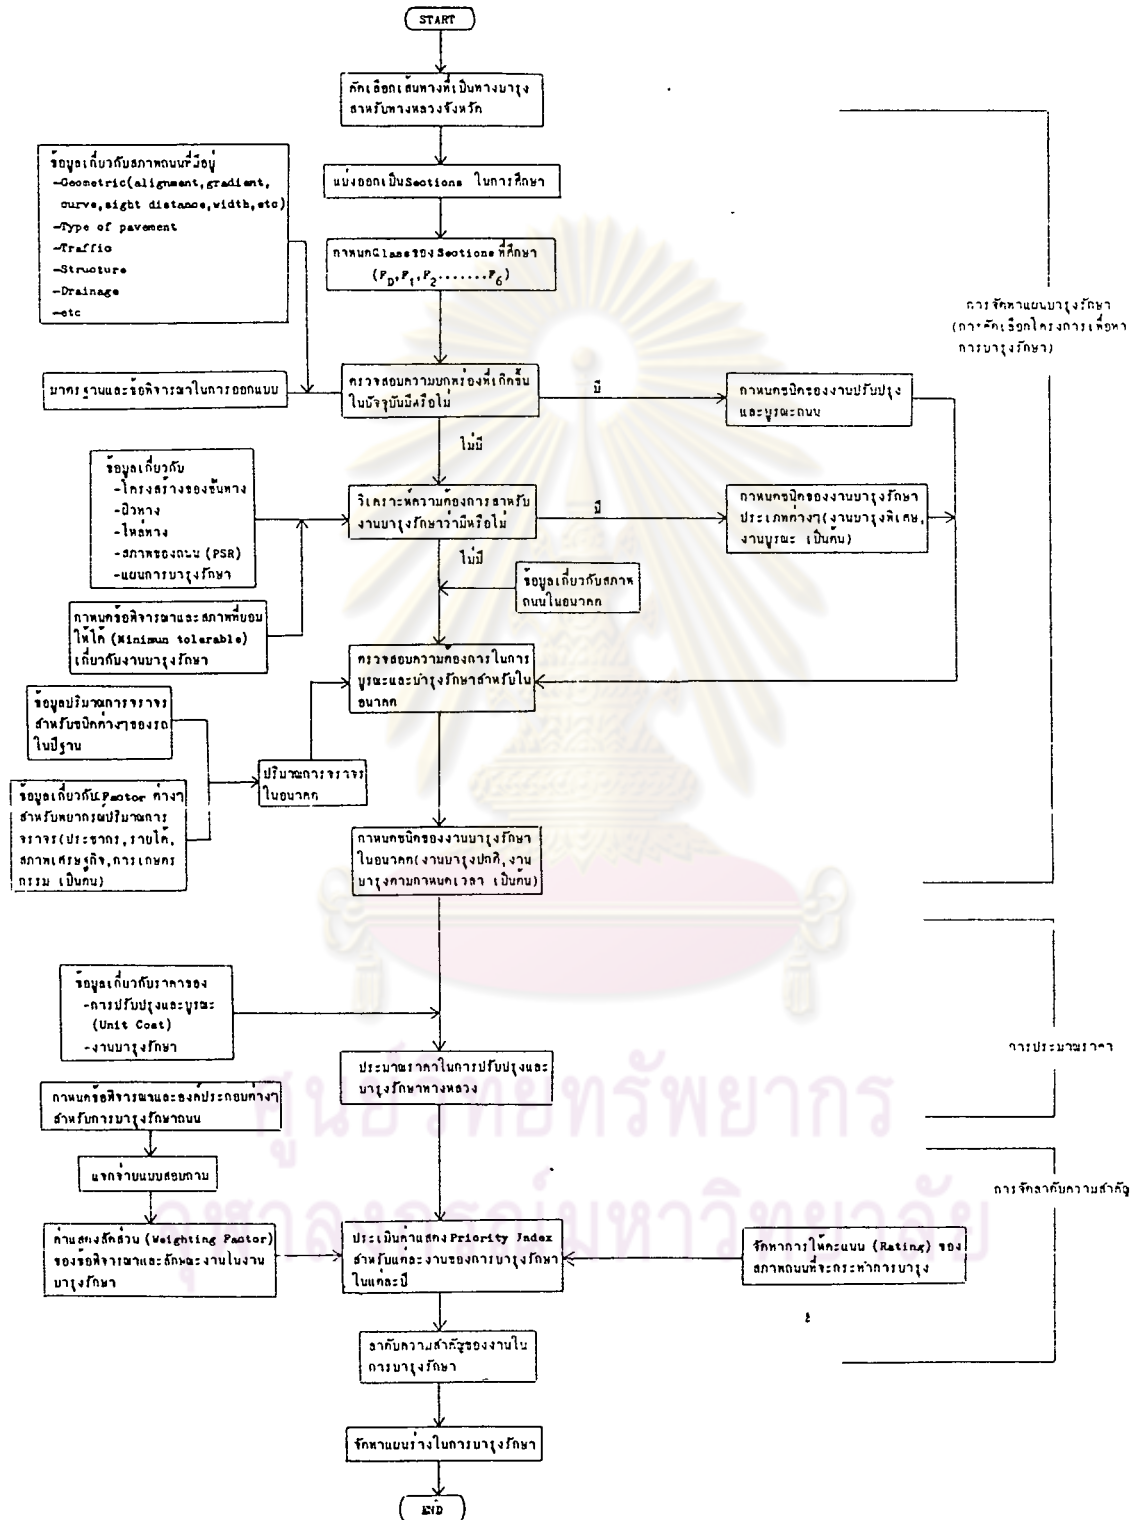 START
คัดเลือกเส้นทางที่เป็นทางบำรุง
สำหรับทางหลวงจังหวัด
ข้อมูลเกี่ยวกับสภาพถนนที่มีอยู่
-Geometric(alignment,gradient,
curve,sight distance,width,etc)
-Type of pavement
-Traffic
-Structure
-Drainage
-etc
แบ่งออกเป็นSections ในการศึกษา
กำหนดClassของSections ที่ศึกษา
(F_D,F_1,F_2.......F_6)
การจัดหาแผนบำรุงรักษา
(การคัดเลือกโครงการเพื่อหา
การบำรุงรักษา)
มาตรฐานและข้อพิจารณาในการออกแบบ
ตรวจสอบความบกพร่องที่เกิดขึ้น
ในปัจจุบันมีหรือไม่
มี
กำหนดชนิดของงานปรับปรุง
และบูรณะถนน
ไม่มี
ข้อมูลเกี่ยวกับ
-โครงสร้างของชั้นทาง
-ผิวทาง
-ไหล่ทาง
-สภาพของถนน (PSR)
-แผนการบำรุงรักษา
วิเคราะห์ความต้องการสำหรับ
งานบำรุงรักษาว่ามีหรือไม่
มี
กำหนดชนิดของงานบำรุงรักษา
ประเภทต่างๆ(งานบำรุงพิเศษ,
งานบูรณะ เป็นต้น)
ไม่มี
ข้อมูลเกี่ยวกับสภาพ
ถนนในอนาคต
กำหนดข้อพิจารณาและสภาพที่ยอม
ให้ได้ (Minimun tolerable)
เกี่ยวกับงานบำรุงรักษา
ตรวจสอบความต้องการในการ
บูรณะและบำรุงรักษาสำหรับใน
อนาคต
ข้อมูลปริมาณการจราจร
สำหรับชนิดต่างๆของรถ
ในปีฐาน
ปริมาณการจราจร
ในอนาคต
ข้อมูลเกี่ยวกับFactor ต่างๆ
สำหรับพยากรณ์ปริมาณการ
จราจร(ประชากร,รายได้,
สภาพเศรษฐกิจ,การเกษตร
กรรม เป็นต้น)
กำหนดชนิดของงานบำรุงรักษา
ในอนาคต(งานบำรุงปกติ,งาน
บำรุงตามกำหนดเวลา เป็นต้น)
ข้อมูลเกี่ยวกับราคาของ
-การปรับปรุงและบูรณะ
(Unit Cost)
-งานบำรุงรักษา
การประมาณราคา
ประมาณราคาในการปรับปรุงและ
บำรุงรักษาทางหลวง
กำหนดข้อพิจารณาและองค์ประกอบต่างๆ
สำหรับการบำรุงรักษาถนน
ศูนย์วิทยทรัพยากร
แจกจ่ายแบบสอบถาม
การจัดลำดับความสำคัญ
จุฬาลงกรณ์มหาวิทยาลัย
ค่าแสดงสัดส่วน (Weighting Factor)
ของข้อพิจารณาและลักษณะงานในงาน
บำรุงรักษา
ประเมินค่าแสดง Priority Index
สำหรับแต่ละงานของการบำรุงรักษา
ในแต่ละปี
จัดหาการให้คะแนน (Rating) ของ
สภาพถนนที่จะกระทำการบำรุง
ลำดับความสำคัญของงานใน
การบำรุงรักษา
จัดหาแผนร่างในการบำรุงรักษา
END